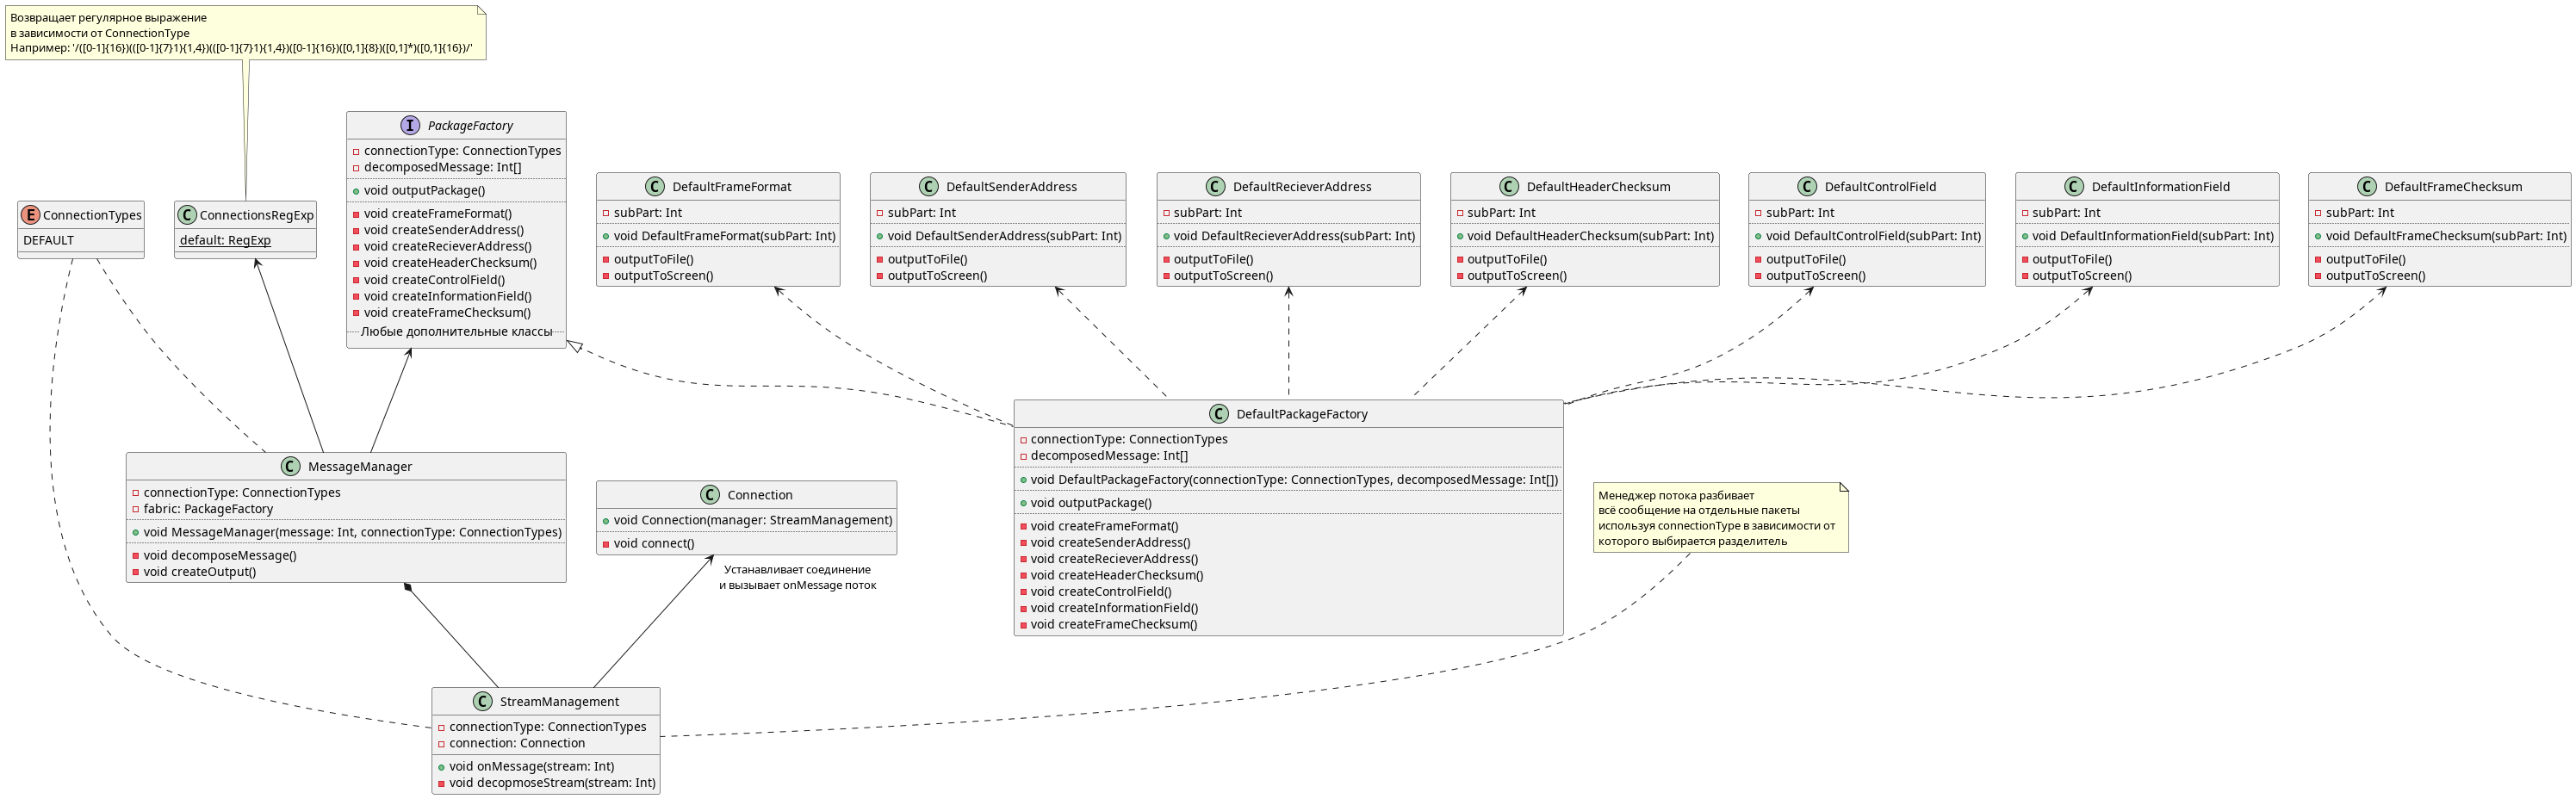 Возвращает регулярное выражение
в зависимости от ConnectionType
Например: '/([0-1]{16})(([0-1]{7}1){1,4})(([0-1]{7}1){1,4})([0-1]{16})([0,1]{8})([0,1]*)([0,1]{16})/'
PackageFactory
connectionType: ConnectionTypes
decomposedMessage: Int[]
void outputPackage()
void createFrameFormat()
void createSenderAddress()
void createRecieverAddress()
void createHeaderChecksum()
void createControlField()
void createInformationField()
void createFrameChecksum()
Любые дополнительные классы
ConnectionTypes
DEFAULT
ConnectionsRegExp
default: RegExp
DefaultFrameFormat
subPart: Int
void DefaultFrameFormat(subPart: Int)
outputToFile()
outputToScreen()
DefaultSenderAddress
subPart: Int
void DefaultSenderAddress(subPart: Int)
outputToFile()
outputToScreen()
DefaultRecieverAddress
subPart: Int
void DefaultRecieverAddress(subPart: Int)
outputToFile()
outputToScreen()
DefaultHeaderChecksum
subPart: Int
void DefaultHeaderChecksum(subPart: Int)
outputToFile()
outputToScreen()
DefaultControlField
subPart: Int
void DefaultControlField(subPart: Int)
outputToFile()
outputToScreen()
DefaultInformationField
subPart: Int
void DefaultInformationField(subPart: Int)
outputToFile()
outputToScreen()
DefaultFrameChecksum
subPart: Int
void DefaultFrameChecksum(subPart: Int)
outputToFile()
outputToScreen()
MessageManager
connectionType: ConnectionTypes
fabric: PackageFactory
void MessageManager(message: Int, connectionType: ConnectionTypes)
void decomposeMessage()
void createOutput()
Connection
void Connection(manager: StreamManagement)
void connect()
Устанавливает соединение
и вызывает onMessage поток
DefaultPackageFactory
connectionType: ConnectionTypes
decomposedMessage: Int[]
void DefaultPackageFactory(connectionType: ConnectionTypes, decomposedMessage: Int[])
void outputPackage()
void createFrameFormat()
void createSenderAddress()
void createRecieverAddress()
void createHeaderChecksum()
void createControlField()
void createInformationField()
void createFrameChecksum()
Менеджер потока разбивает
всё сообщение на отдельные пакеты
используя connectionType в зависимости от
которого выбирается разделитель
StreamManagement
connectionType: ConnectionTypes
connection: Connection
void onMessage(stream: Int)
void decopmoseStream(stream: Int)